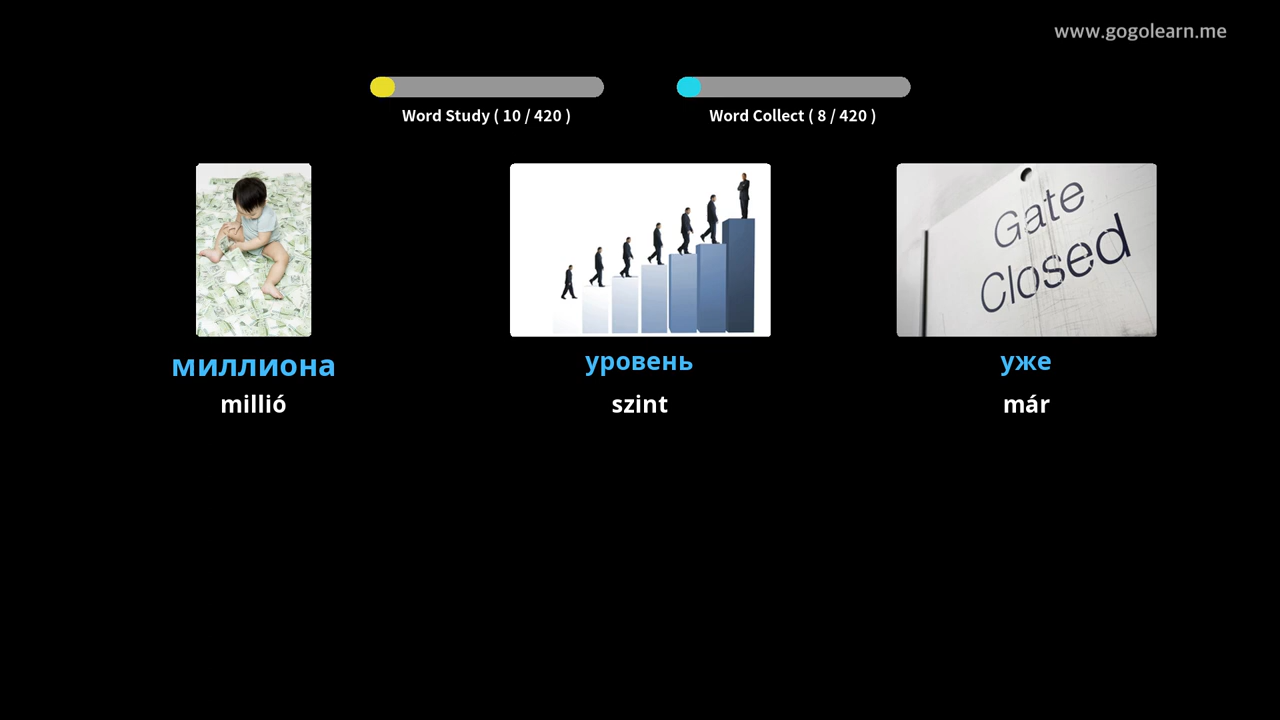 www.gogolearn.me
Word Study ( 10 / 420 )
Word Collect ( 8 / 420 )
Gate
Closed
миллиона
уровень
уже
millió
szint
már